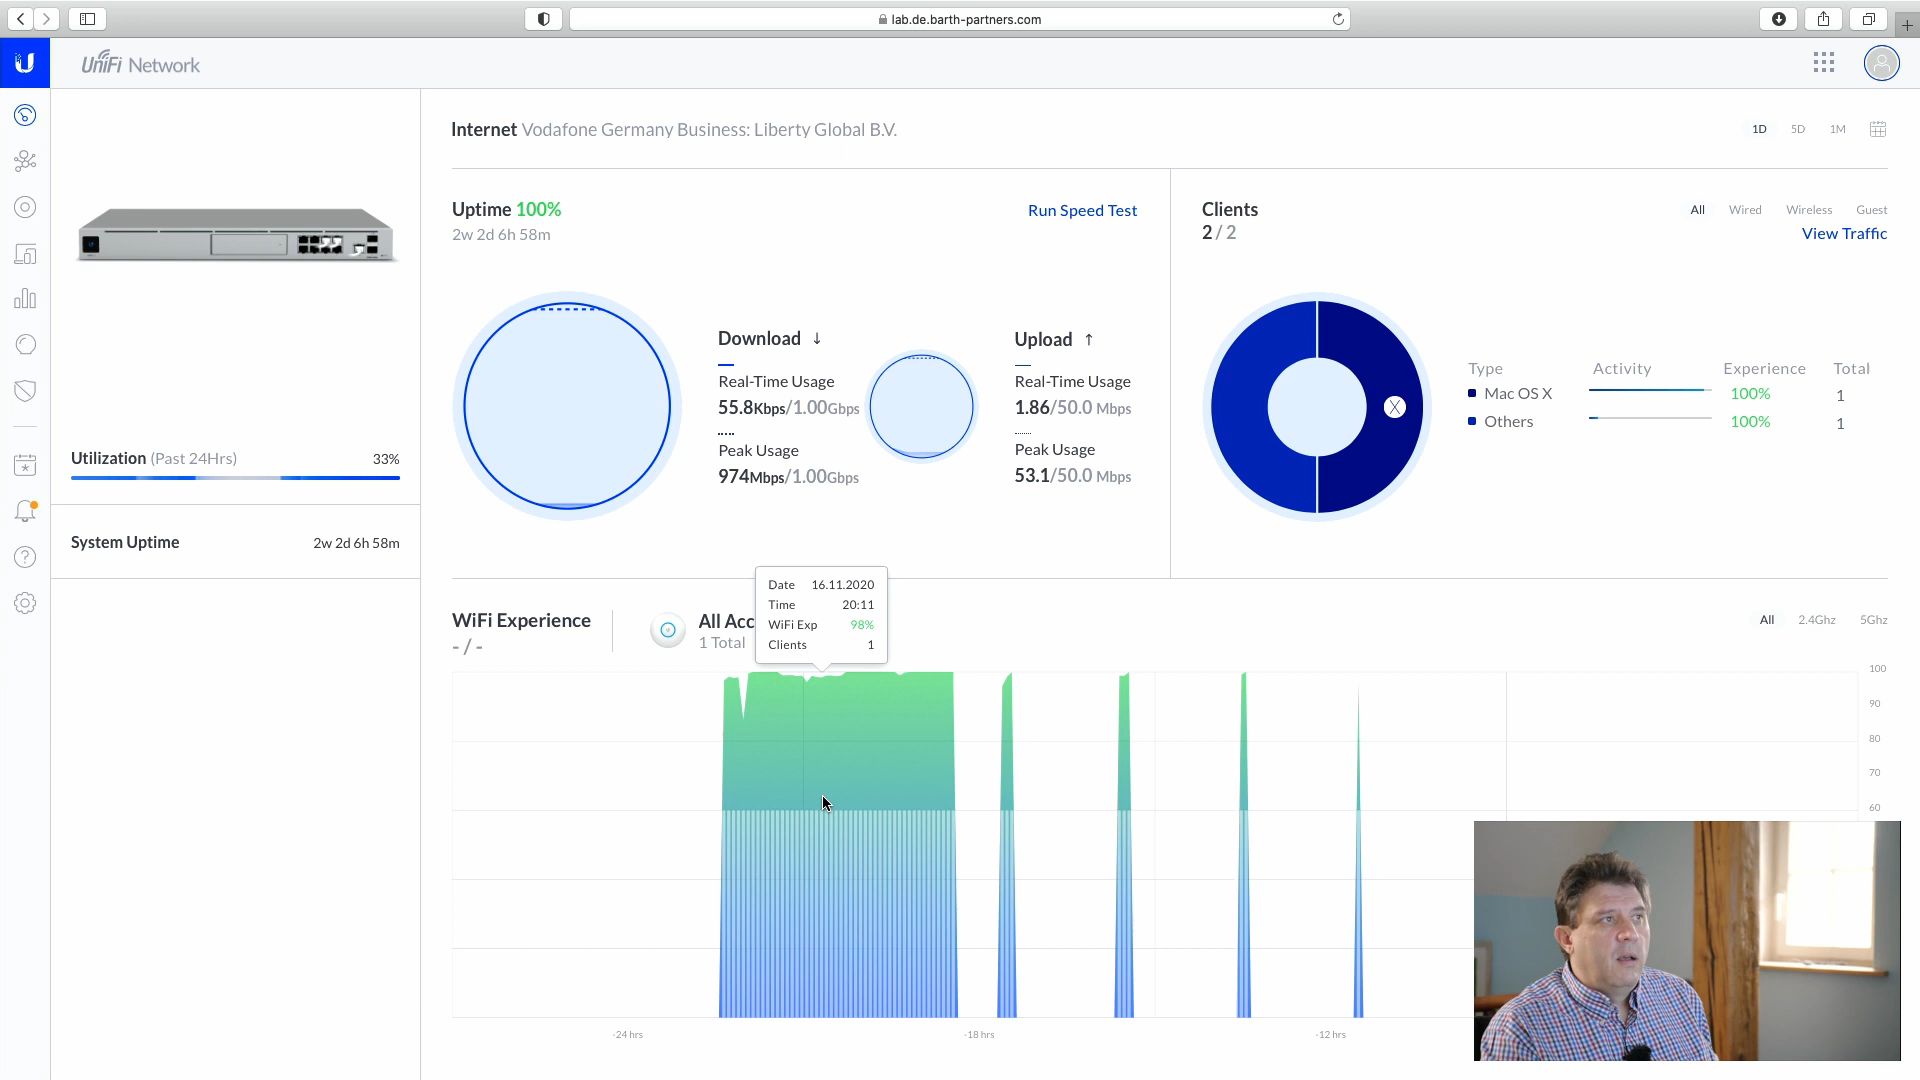 lab.de.barth-partners.com
UniFi Network
Internet Vodafone Germany Business: Liberty Global B.V.
1D 5D 1M
Uptime 100%
2w 2d 6h 58m
Run Speed Test
Clients
2 / 2
All Wired Wireless Guest
View Traffic
Download ↓
Real-Time Usage
55.8Kbps/1.00Gbps
Peak Usage
974Mbps/1.00Gbps
Upload ↑
Real-Time Usage
1.86/50.0 Mbps
Peak Usage
53.1/50.0 Mbps
X
Type Activity Experience Total
Mac OS X 100% 1
Others 100% 1
Utilization (Past 24Hrs) 33%
System Uptime 2w 2d 6h 58m
WiFi Experience
- / -
All Acc
1 Total
Date 16.11.2020
Time 20:11
WiFi Exp 98%
Clients 1
All 2.4Ghz 5Ghz
100
90
80
70
60
-24 hrs -18 hrs -12 hrs